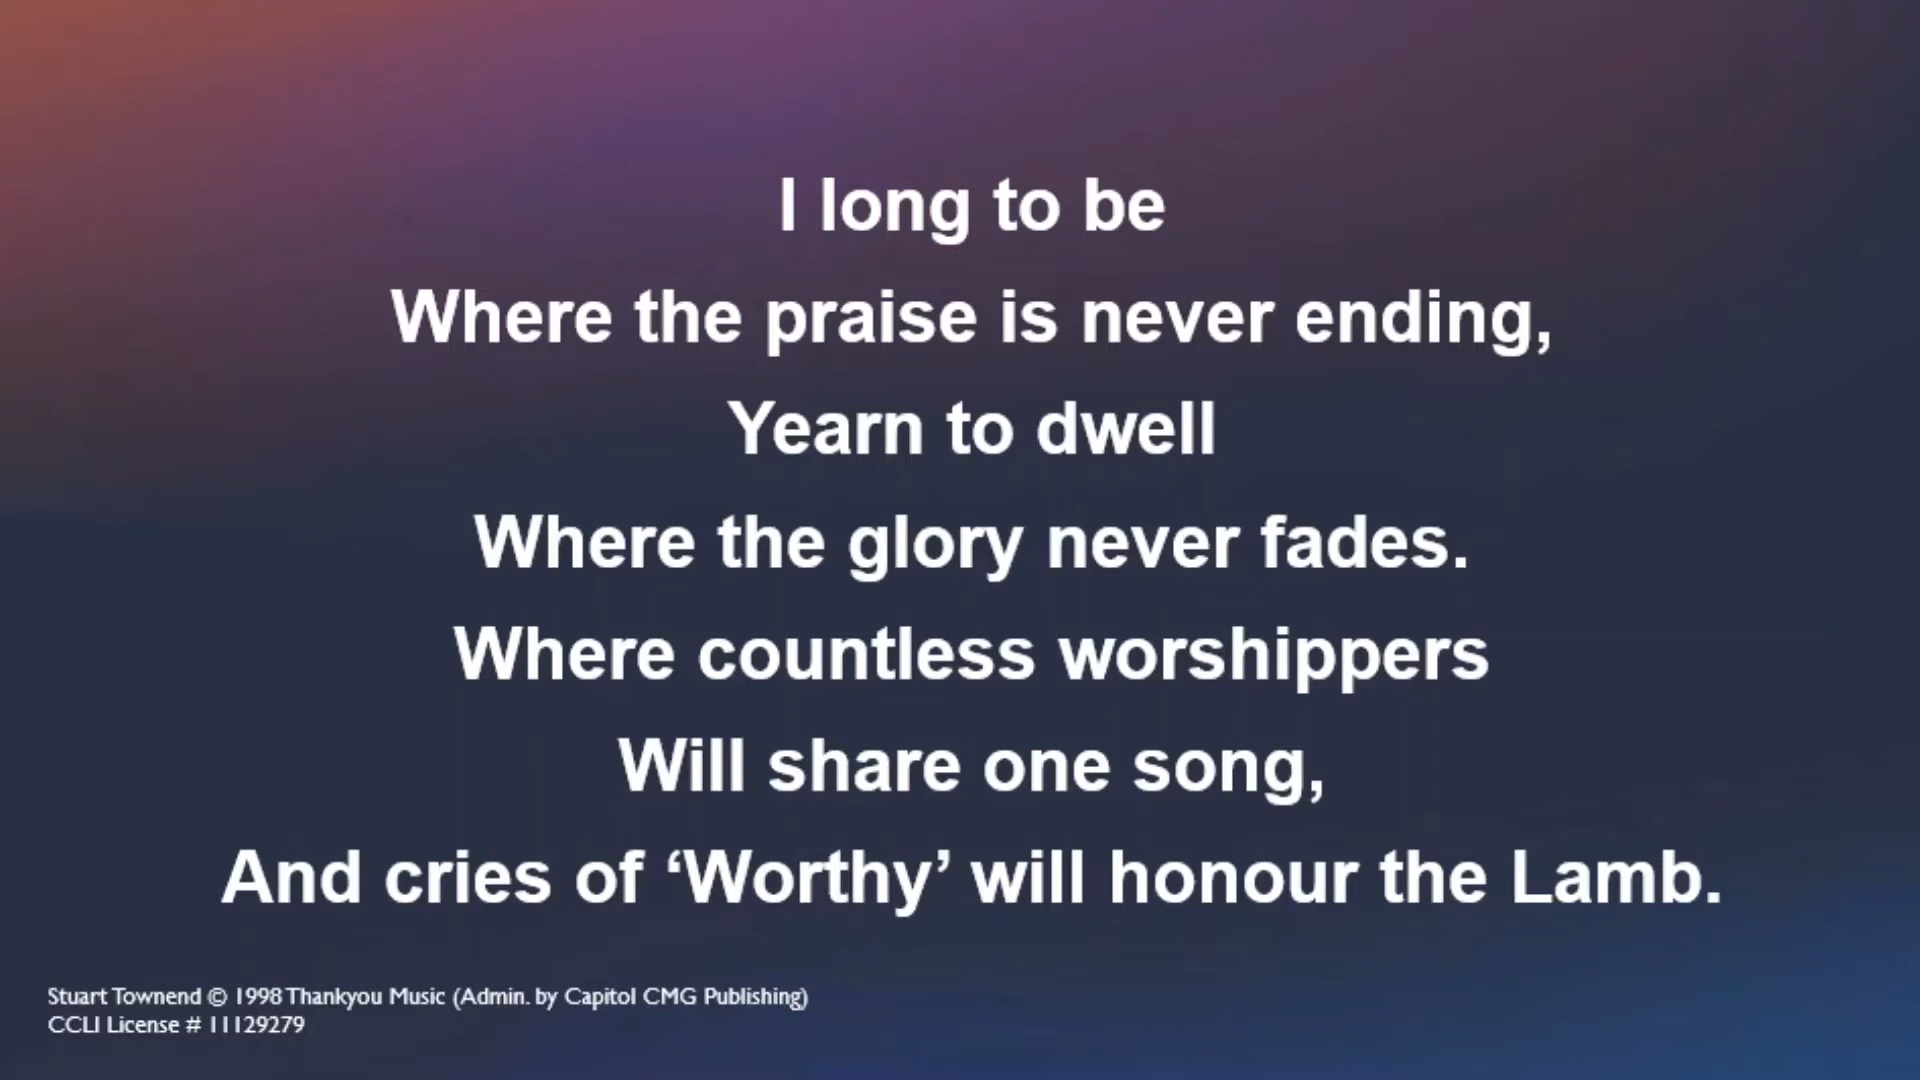 I long to be
Where the praise is never ending,
Yearn to dwell
Where the glory never fades.
Where countless worshippers
Will share one song,
And cries of ‘Worthy’ will honour the Lamb.
Stuart Townend © 1998 Thankyou Music (Admin. by Capitol CMG Publishing)
CCLI License # 11129279